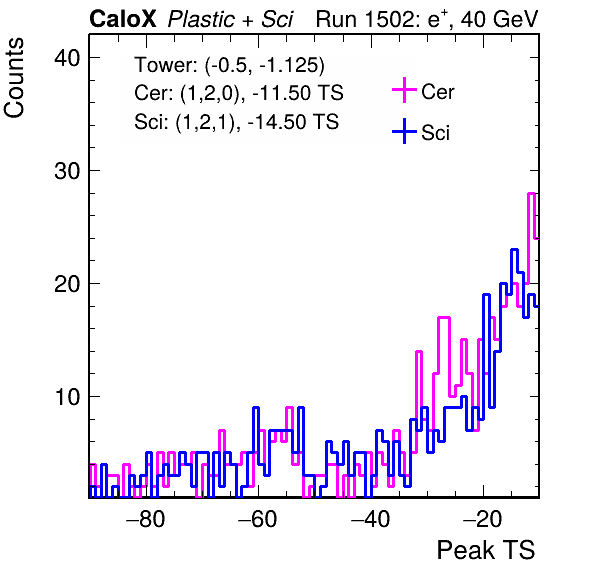 CaloX Plastic + Sci Run 1502: e⁺, 40 GeV
Counts
Tower: (-0.5, -1.125)
Cer: (1,2,0), -11.50 TS
Sci: (1,2,1), -14.50 TS
Cer
Sci
40
30
20
10
−80 −60 −40 −20
Peak TS